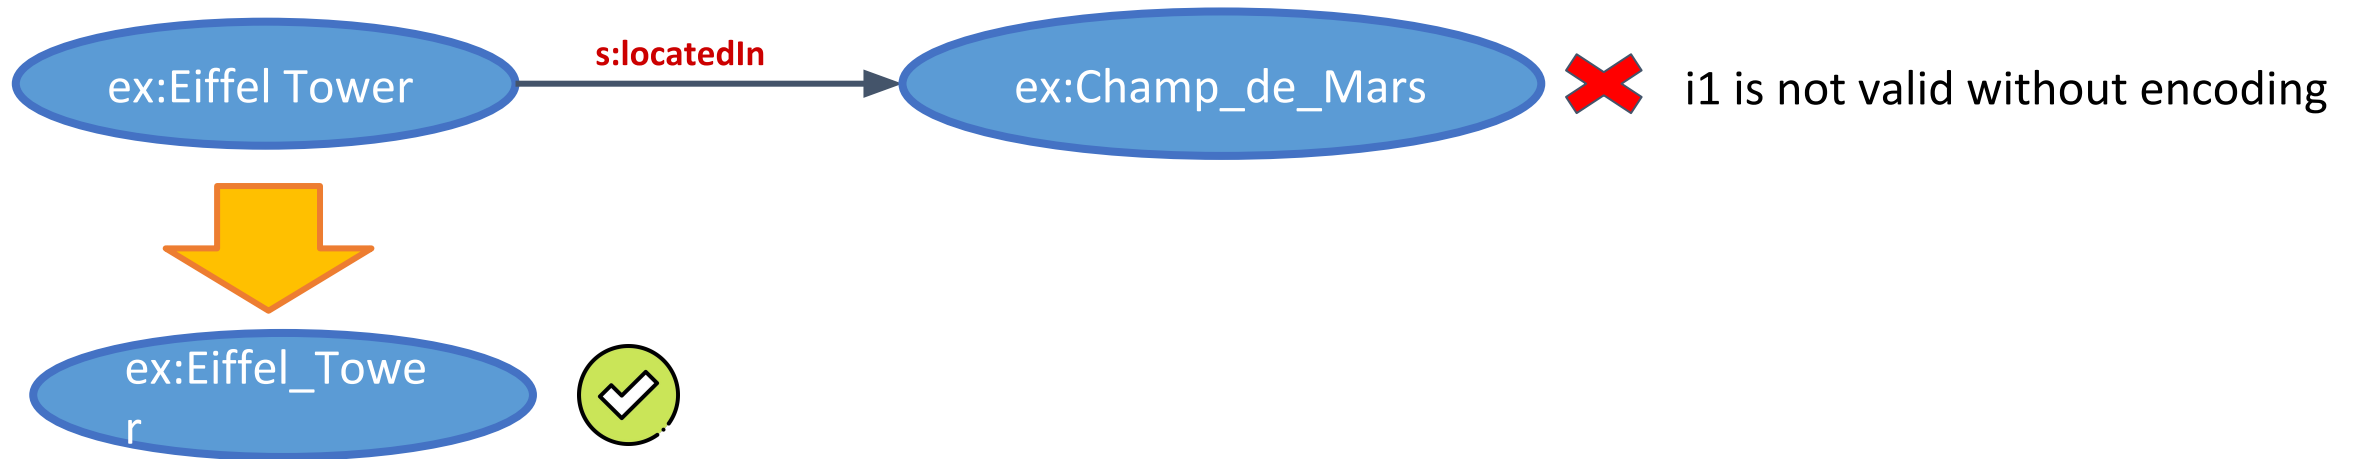 s:locatedIn
ex:Eiffel Tower
ex:Champ_de_Mars
i1 is not valid without encoding
ex:Eiffel_Towe
r